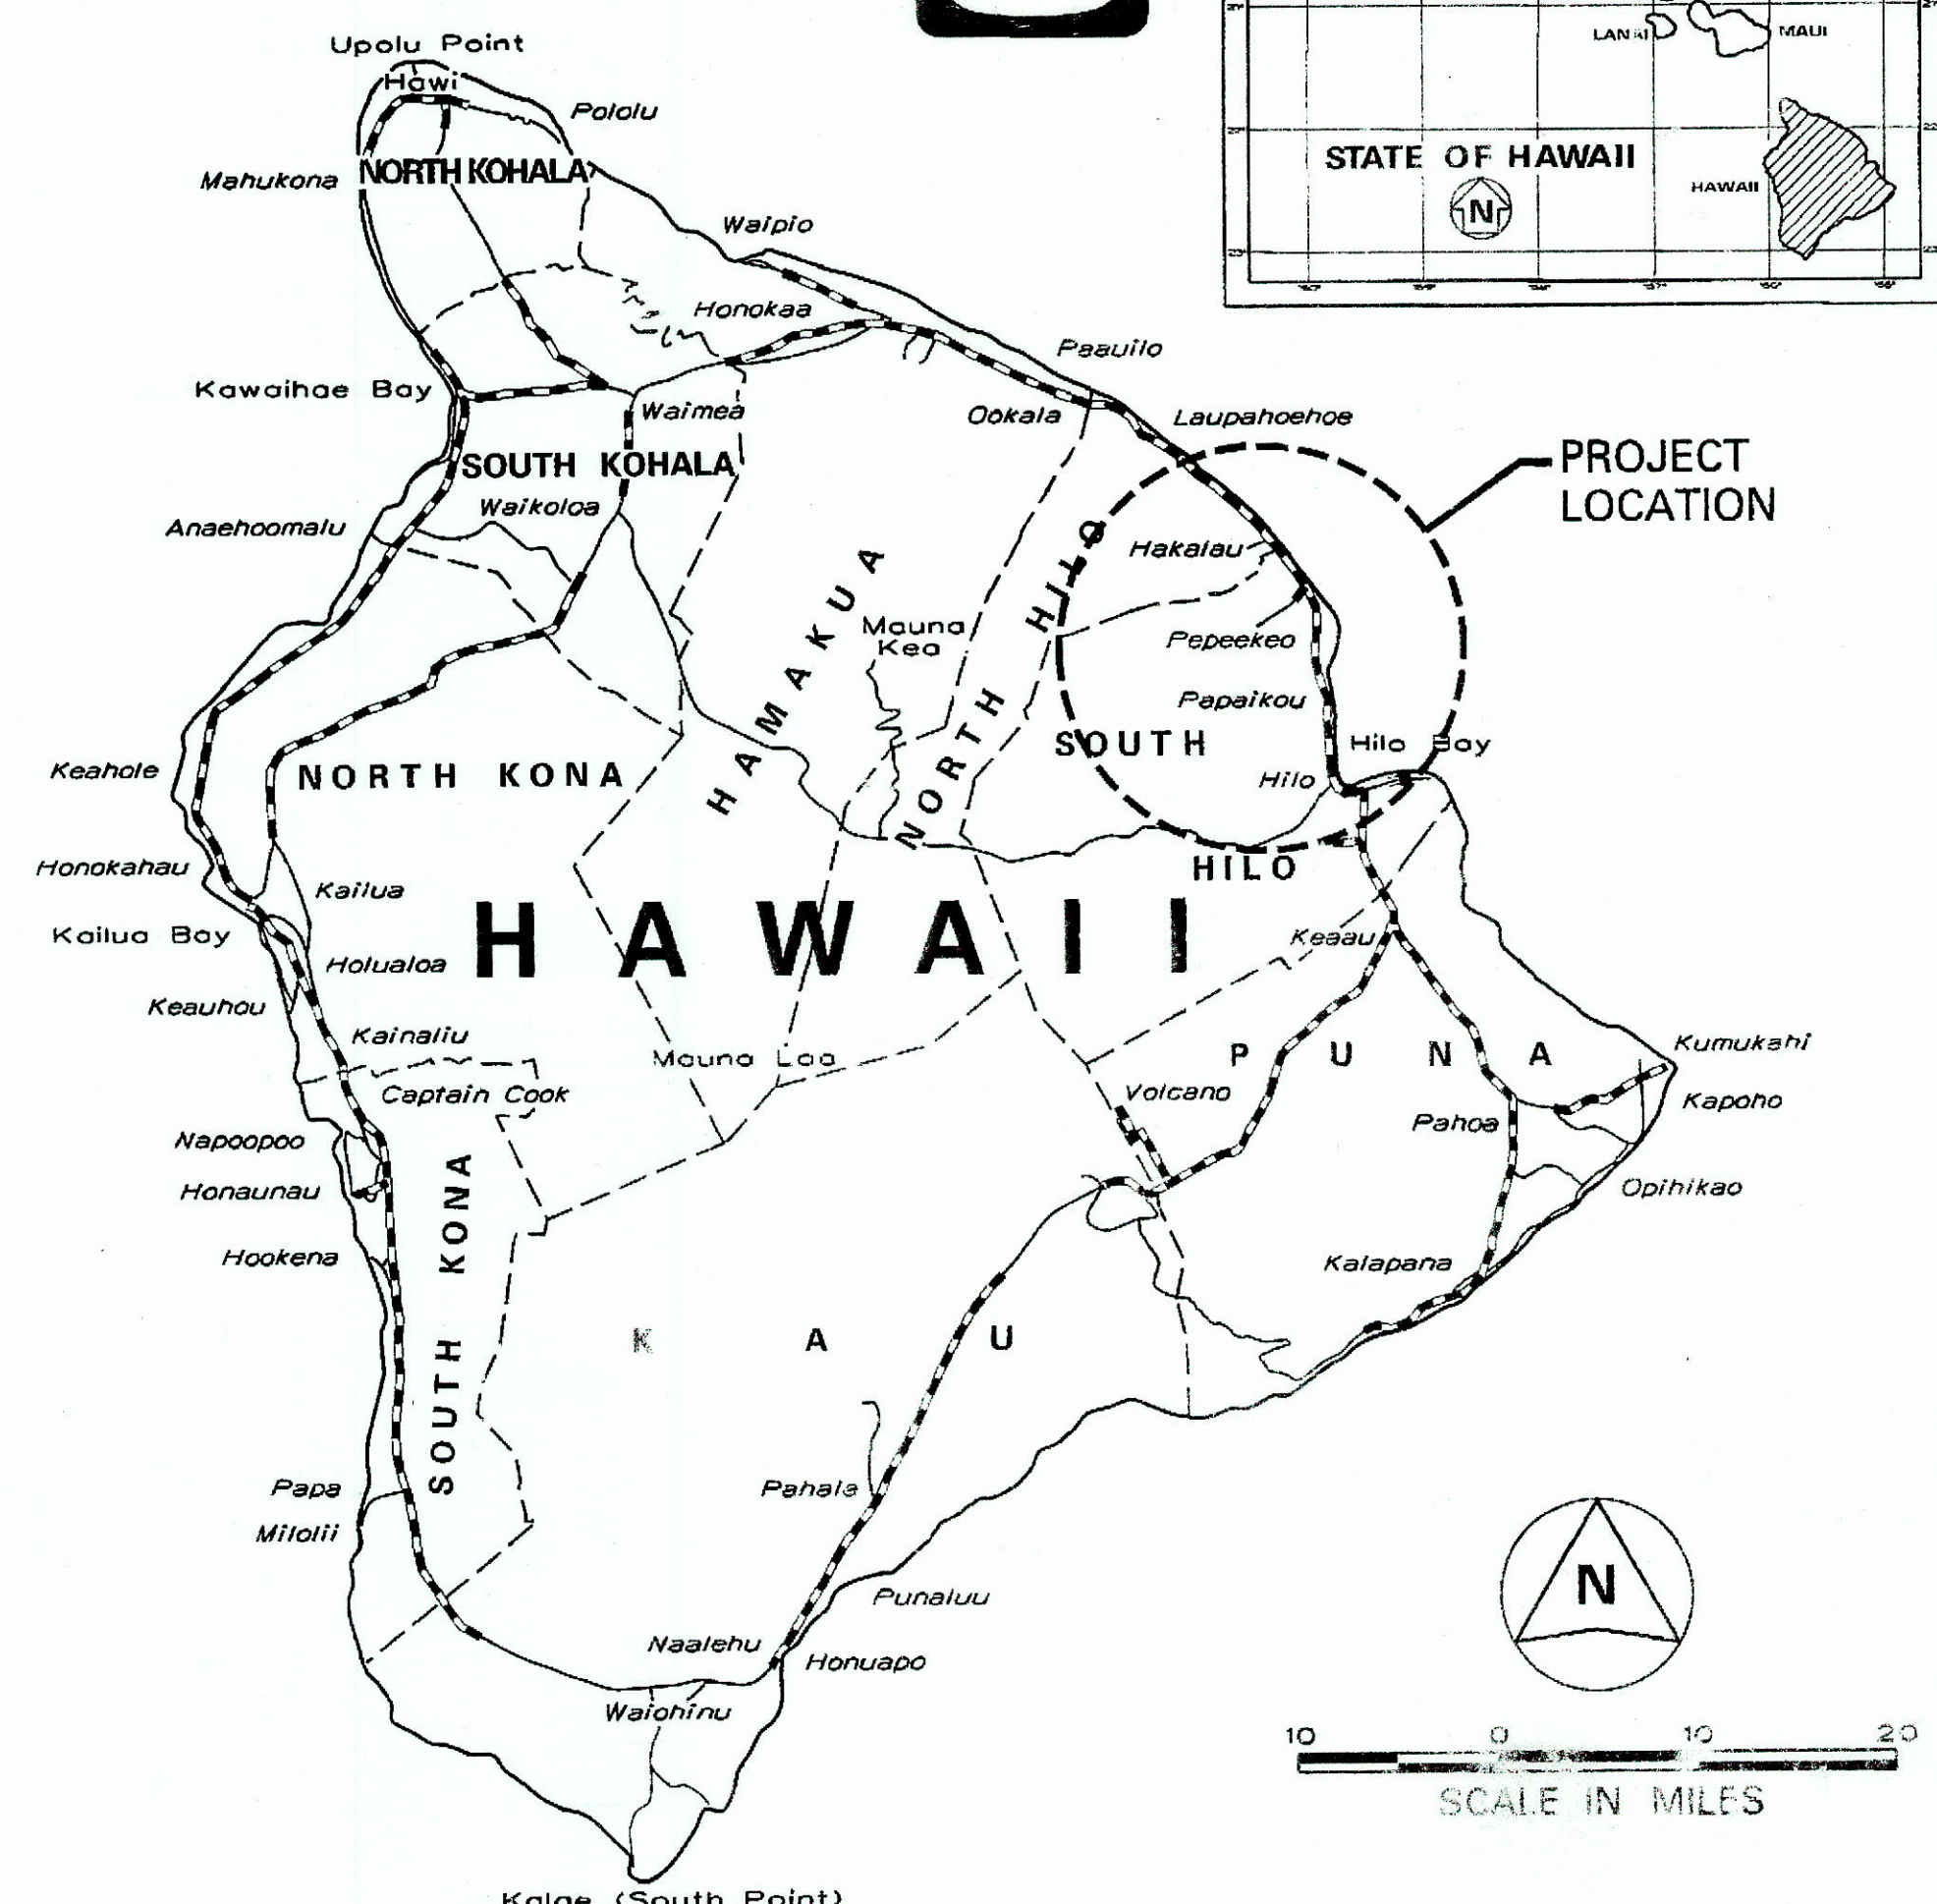 Upolu Point
Hawi
Pololu
NORTH KOHALA
Mahukona
Waipio
Honokaa
Paauilo
Kawaihae Bay
Waimea
Ookala
Laupahoehoe
SOUTH KOHALA
Waikoloa
Anaehoomalu
PROJECT
LOCATION
Hakalau
HAMAKUA
Mauna
Kea
NORTH HILO
Pepeekeo
Papaikou
SOUTH
Hilo Bay
Hilo
HILO
Keahole
NORTH KONA
Honokahau
Kailua
Kailua Bay
HAWAII
Keaau
Holualoa
Keauhou
Kainaliu
Mauna Loa
PUNA
Kumukahi
Captain Cook
Volcano
Kapoho
Pahoa
Napoopoo
Honaunau
Opihikao
SOUTH KONA
Hookena
Kalapana
KAU
Papa
Pahala
Milolii
Punaluu
Naalehu
Honuapo
Waiohinu
Kalae (South Point)
LANAI
MAUI
STATE OF HAWAII
N
HAWAII
N
10 0 10 20
SCALE IN MILES